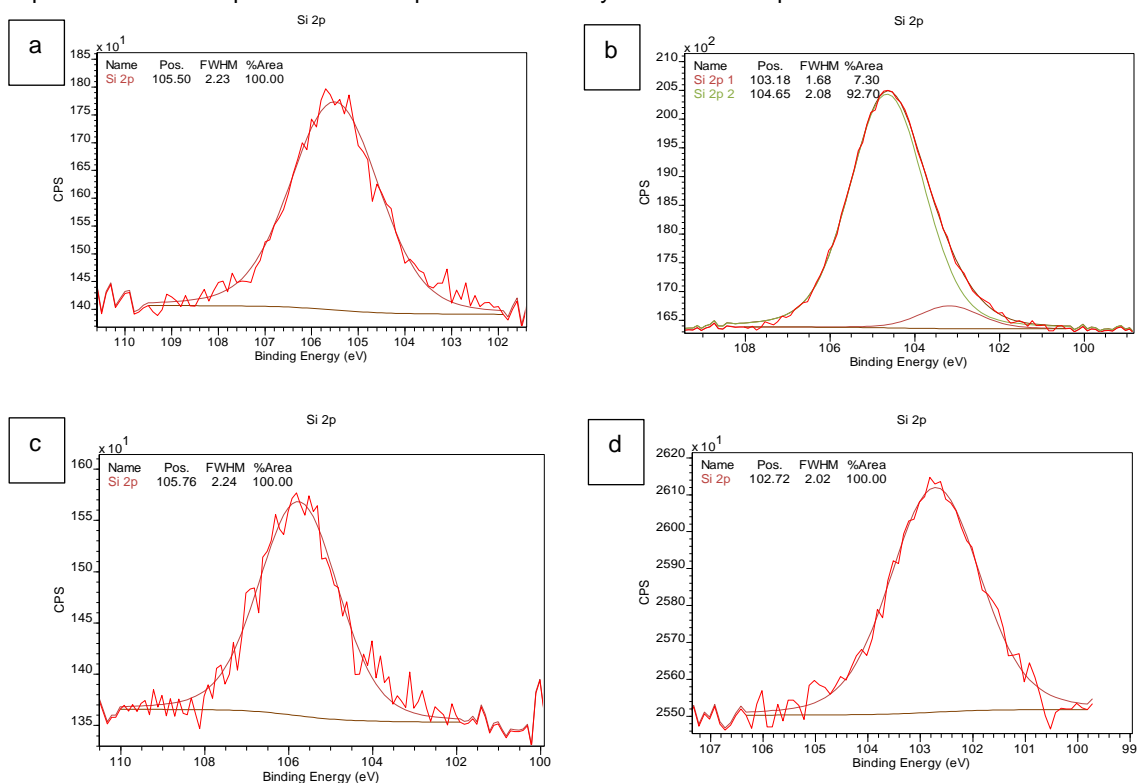 Si 2p
a
x 10^1
Name Pos. FWHM %Area
Si 2p 105.50 2.23 100.00
185
180
175
170
165
160
155
150
145
140
CPS
110 109 108 107 106 105 104 103 102
Binding Energy (eV)
Si 2p
b
x 10^2
Name Pos. FWHM %Area
Si 2p 1 103.18 1.68 7.30
Si 2p 2 104.65 2.08 92.70
210
205
200
195
190
185
180
175
170
165
CPS
108 106 104 102 100
Binding Energy (eV)
Si 2p
c
x 10^1
Name Pos. FWHM %Area
Si 2p 105.76 2.24 100.00
160
155
150
145
140
135
CPS
110 108 106 104 102 100
Binding Energy (eV)
Si 2p
d
x 10^1
Name Pos. FWHM %Area
Si 2p 102.72 2.02 100.00
2620
2610
2600
2590
2580
2570
2560
2550
CPS
107 106 105 104 103 102 101 100 99
Binding Energy (eV)